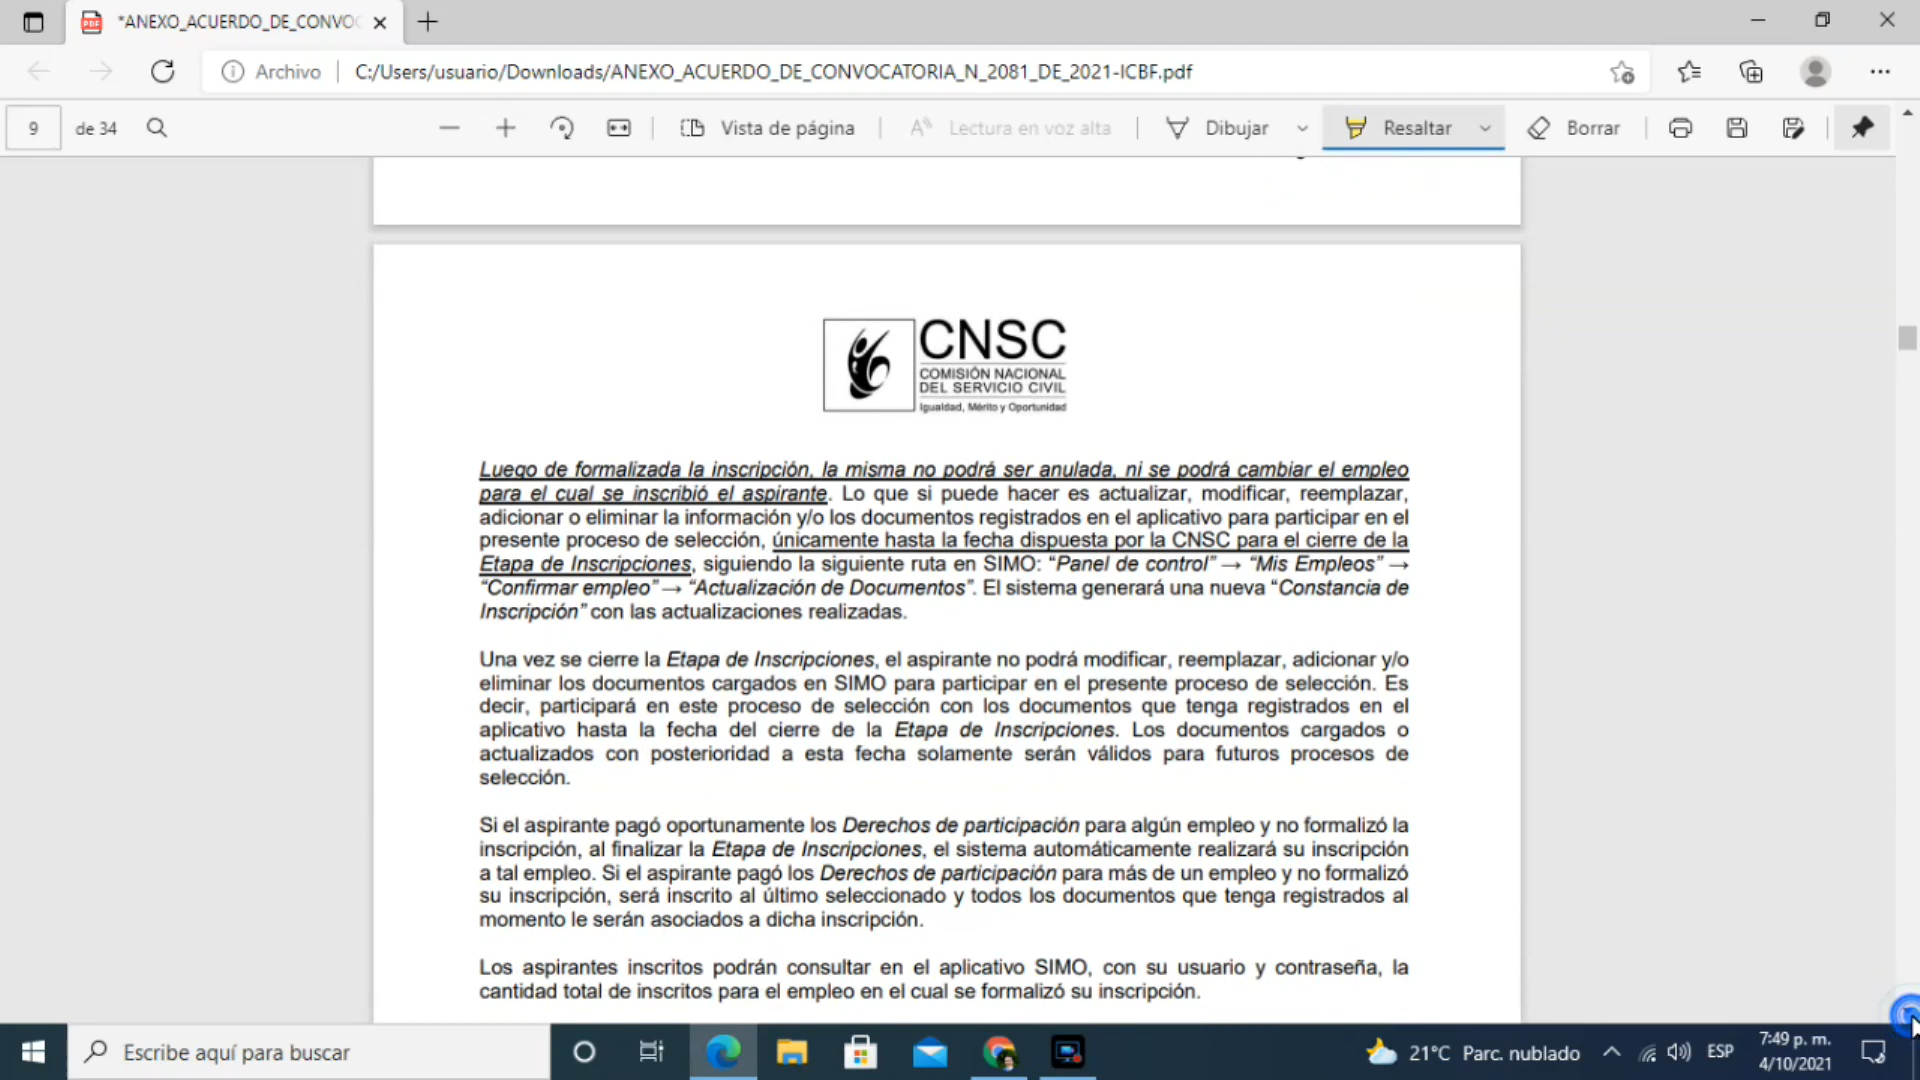 *ANEXO_ACUERDO_DE_CONVOC
Archivo | C:/Users/usuario/Downloads/ANEXO_ACUERDO_DE_CONVOCATORIA_N_2081_DE_2021-ICBF.pdf
9 de 34 Vista de página Lectura en voz alta Dibujar Resaltar Borrar
CNSC
COMISIÓN NACIONAL
DEL SERVICIO CIVIL
Igualdad, Mérito y Oportunidad
Luego de formalizada la inscripción, la misma no podrá ser anulada, ni se podrá cambiar el empleo
para el cual se inscribió el aspirante. Lo que si puede hacer es actualizar, modificar, reemplazar,
adicionar o eliminar la información y/o los documentos registrados en el aplicativo para participar en el
presente proceso de selección, únicamente hasta la fecha dispuesta por la CNSC para el cierre de la
Etapa de Inscripciones, siguiendo la siguiente ruta en SIMO: “Panel de control” → “Mis Empleos” →
“Confirmar empleo” → “Actualización de Documentos”. El sistema generará una nueva “Constancia de
Inscripción” con las actualizaciones realizadas.
Una vez se cierre la Etapa de Inscripciones, el aspirante no podrá modificar, reemplazar, adicionar y/o
eliminar los documentos cargados en SIMO para participar en el presente proceso de selección. Es
decir, participará en este proceso de selección con los documentos que tenga registrados en el
aplicativo hasta la fecha del cierre de la Etapa de Inscripciones. Los documentos cargados o
actualizados con posterioridad a esta fecha solamente serán válidos para futuros procesos de
selección.
Si el aspirante pagó oportunamente los Derechos de participación para algún empleo y no formalizó la
inscripción, al finalizar la Etapa de Inscripciones, el sistema automáticamente realizará su inscripción
a tal empleo. Si el aspirante pagó los Derechos de participación para más de un empleo y no formalizó
su inscripción, será inscrito al último seleccionado y todos los documentos que tenga registrados al
momento le serán asociados a dicha inscripción.
Los aspirantes inscritos podrán consultar en el aplicativo SIMO, con su usuario y contraseña, la
cantidad total de inscritos para el empleo en el cual se formalizó su inscripción.
Escribe aquí para buscar
21°C Parc. nublado
ESP
7:49 p. m.
4/10/2021